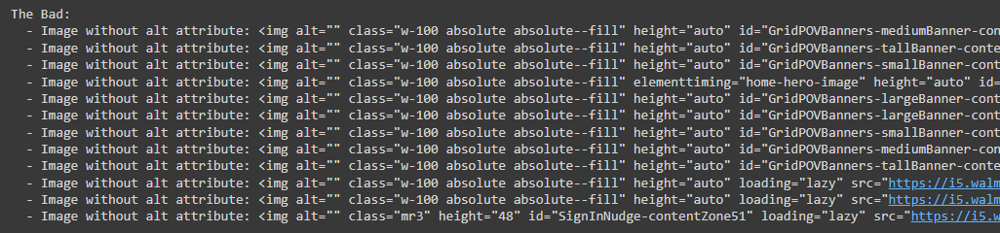 The Bad:
- Image without alt attribute: <img alt="" class="w-100 absolute absolute--fill" height="auto" id="GridPOVBanners-mediumBanner-con
- Image without alt attribute: <img alt="" class="w-100 absolute absolute--fill" height="auto" id="GridPOVBanners-tallBanner-conte
- Image without alt attribute: <img alt="" class="w-100 absolute absolute--fill" height="auto" id="GridPOVBanners-smallBanner-cont
- Image without alt attribute: <img alt="" class="w-100 absolute absolute--fill" elementtiming="home-hero-image" height="auto" id=
- Image without alt attribute: <img alt="" class="w-100 absolute absolute--fill" height="auto" id="GridPOVBanners-largeBanner-cont
- Image without alt attribute: <img alt="" class="w-100 absolute absolute--fill" height="auto" id="GridPOVBanners-largeBanner-cont
- Image without alt attribute: <img alt="" class="w-100 absolute absolute--fill" height="auto" id="GridPOVBanners-smallBanner-cont
- Image without alt attribute: <img alt="" class="w-100 absolute absolute--fill" height="auto" id="GridPOVBanners-mediumBanner-con
- Image without alt attribute: <img alt="" class="w-100 absolute absolute--fill" height="auto" id="GridPOVBanners-tallBanner-conte
- Image without alt attribute: <img alt="" class="w-100 absolute absolute--fill" height="auto" loading="lazy" src="https://i5.walm
- Image without alt attribute: <img alt="" class="w-100 absolute absolute--fill" height="auto" loading="lazy" src="https://i5.walm
- Image without alt attribute: <img alt="" class="mr3" height="48" id="SignInNudge-contentZone51" loading="lazy" src="https://i5.wa